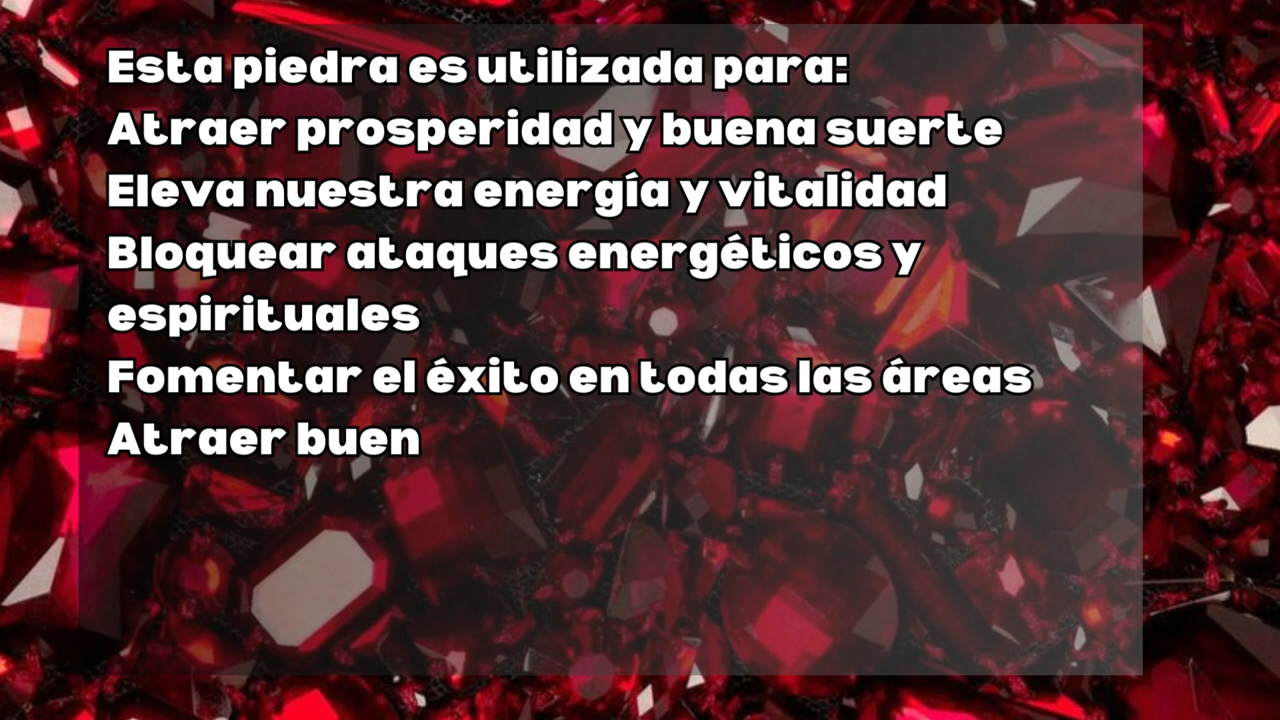 Esta piedra es utilizada para:
Atraer prosperidad y buena suerte
Eleva nuestra energía y vitalidad
Bloquear ataques energéticos y
espirituales
Fomentar el éxito en todas las áreas
Atraer buen